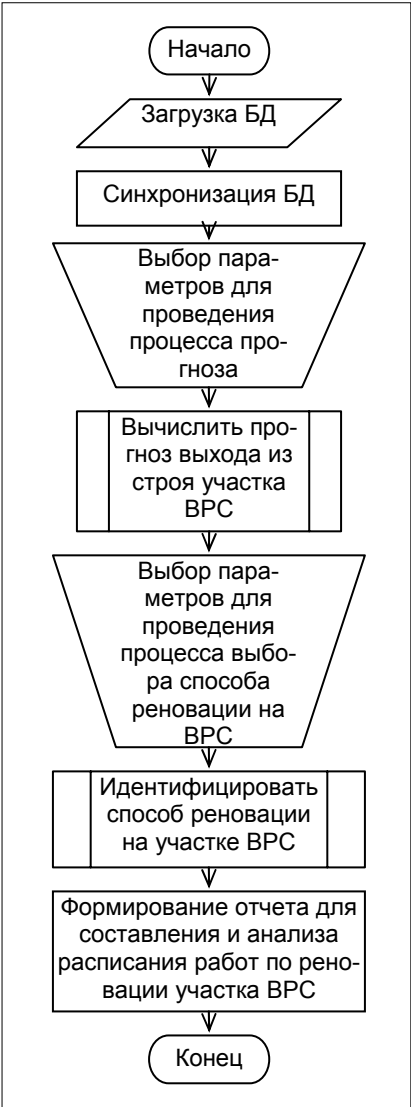 Начало
Загрузка БД
Синхронизация БД
Выбор пара-
метров для
проведения
процесса про-
гноза
Вычислить про-
гноз выхода из
строя участка
ВРС
Выбор пара-
метров для
проведения
процесса выбо-
ра способа
реновации на
ВРС
Идентифицировать
способ реновации
на участке ВРС
Формирование отчета для
составления и анализа
расписания работ по рено-
вации участка ВРС
Конец